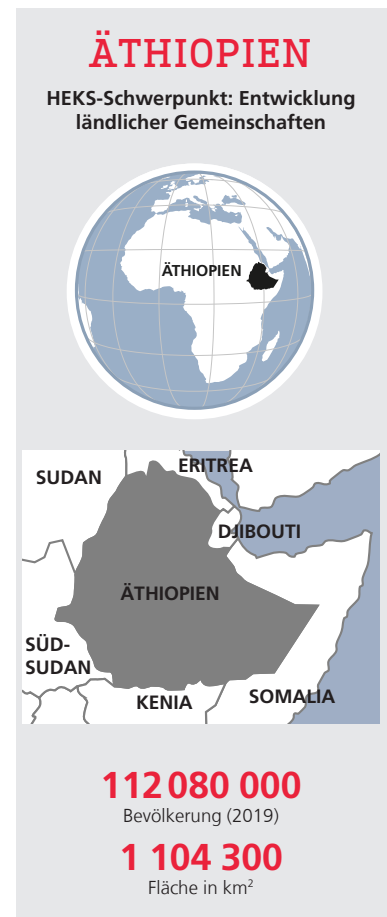 ÄTHIOPIEN
HEKS-Schwerpunkt: Entwicklung
ländlicher Gemeinschaften
ÄTHIOPIEN
SUDAN
ERITREA
DJIBOUTI
ÄTHIOPIEN
SÜD-
SUDAN
KENIA
SOMALIA
112 080 000
Bevölkerung (2019)
1 104 300
Fläche in km²